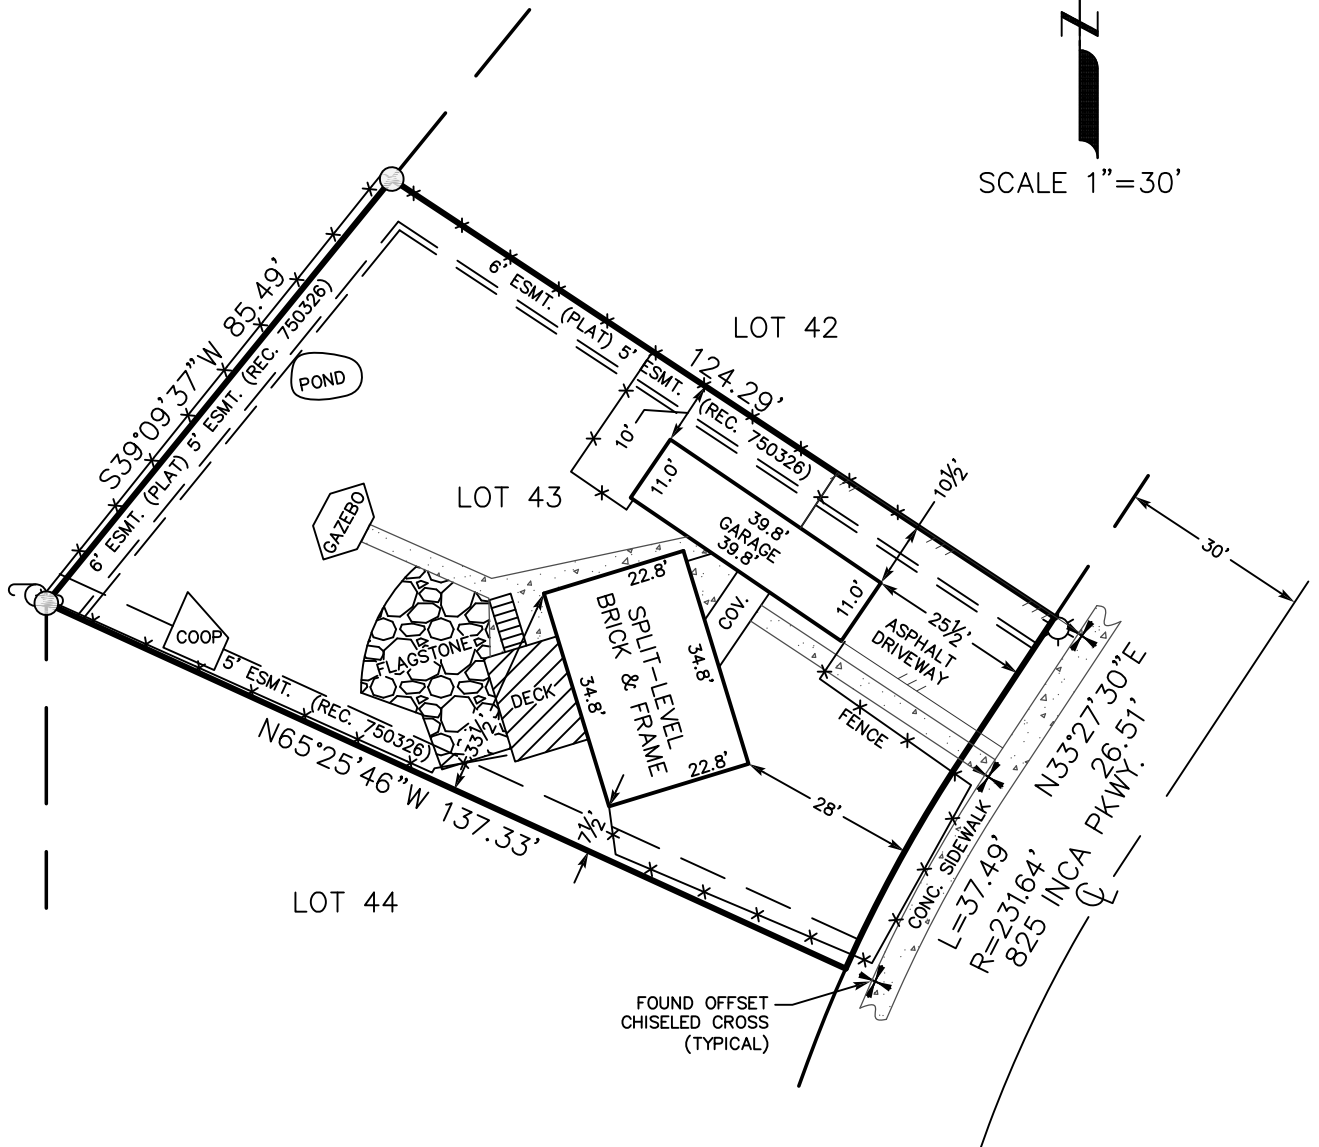 Z
SCALE 1"=30'
LOT 42
S39°09'37"W 85.49'
6' ESMT. (PLAT) 5' ESMT. (REC. 750326)
6' ESMT. (PLAT) 5' ESMT. (REC. 750326)
124.29'
POND
10'
11.0'
LOT 43
GAZEBO
39.8'
GARAGE
39.8'
11.0'
10½'
30'
25½'
ASPHALT
DRIVEWAY
22.8'
SPLIT-LEVEL
BRICK & FRAME
34.8'
34.8'
22.8'
COV.
COOP
FLAGSTONE
DECK
33½'
5' ESMT. (REC. 750326)
N65°25'46"W 137.33'
7½'
28'
FENCE
CONC. SIDEWALK
N33°27'30"E
26.51'
L=37.49'
R=231.64'
825 INCA PKWY.
CL
LOT 44
FOUND OFFSET
CHISELED CROSS
(TYPICAL)